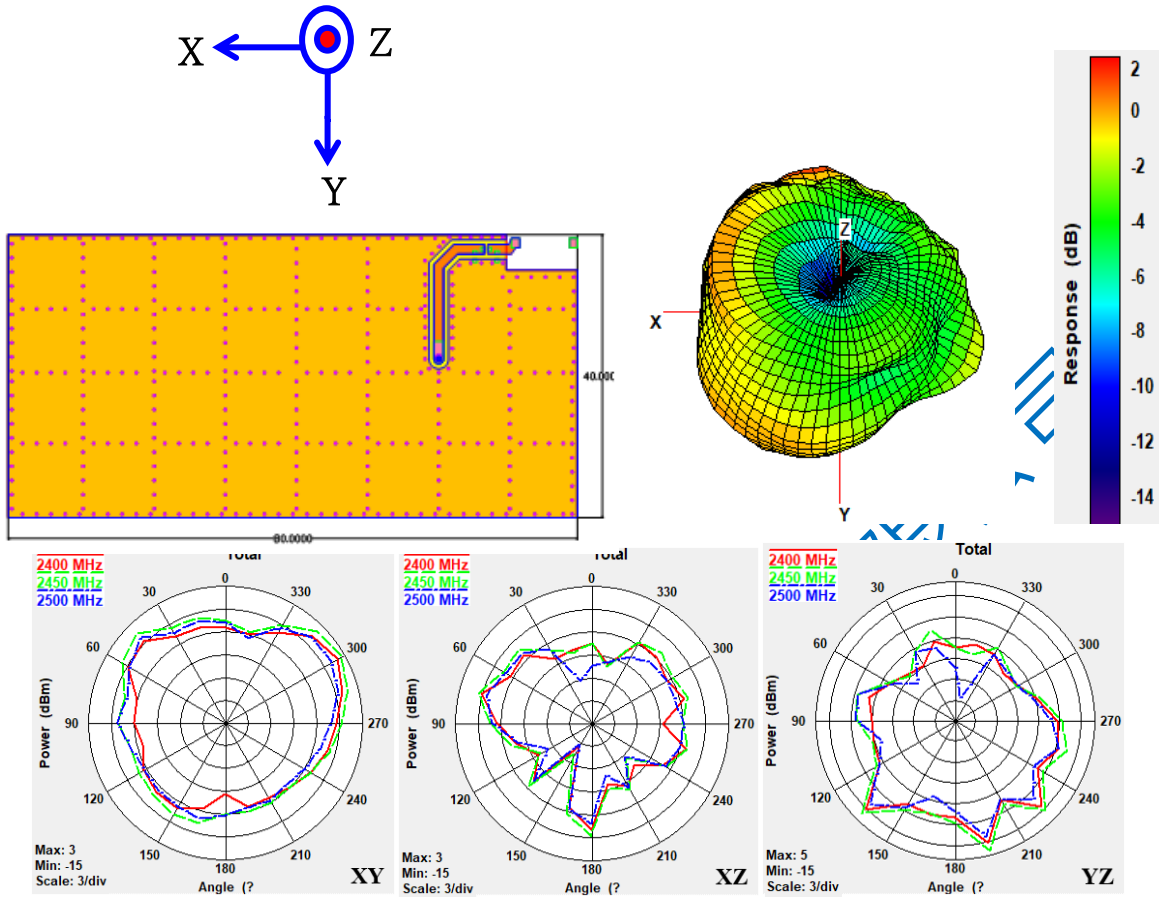 X
Z
Y
40.000
80.0000
Z
X
Y
2
0
-2
-4
-6
-8
-10
-12
-14
Response (dB)
Total
2400 MHz
2450 MHz
2500 MHz
0
30
330
60
300
90
270
120
240
150
210
180
Power (dBm)
Max: 3
Min: -15
Scale: 3/div
Angle (?
XY
Total
2400 MHz
2450 MHz
2500 MHz
0
30
330
60
300
90
270
120
240
150
210
180
Power (dBm)
Max: 3
Min: -15
Scale: 3/div
Angle (?
XZ
Total
2400 MHz
2450 MHz
2500 MHz
0
30
330
60
300
90
270
120
240
150
210
180
Power (dBm)
Max: 5
Min: -15
Scale: 3/div
Angle (?
YZ